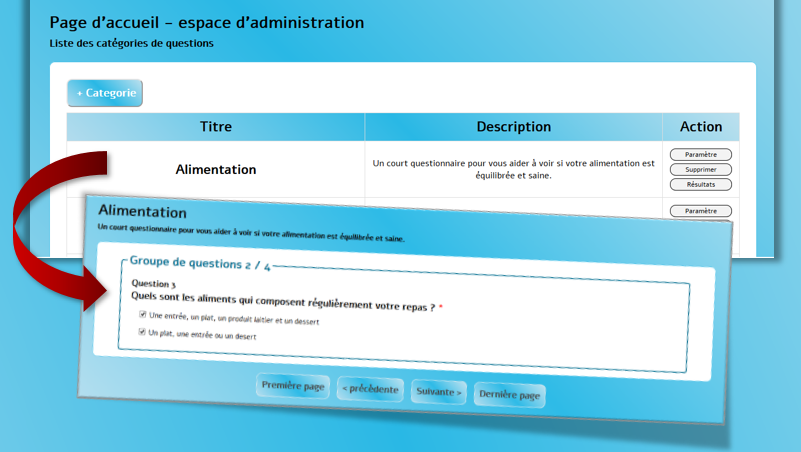 Page d'accueil - espace d'administration
Liste des catégories de questions
+ Categorie
Titre
Description
Action
Alimentation
Un court questionnaire pour vous aider à voir si votre alimentation est
équilibrée et saine.
Paramètre
Supprimer
Résultats
Paramètre
Alimentation
Un court questionnaire pour vous aider à voir si votre alimentation est équilibrée et saine.
Groupe de questions 2 / 4
Question 3
Quels sont les aliments qui composent régulièrement votre repas ? *
Une entrée, un plat, un produit laitier et un dessert
Un plat, une entrée ou un desert
Première page
< précédente
Suivante >
Dernière page